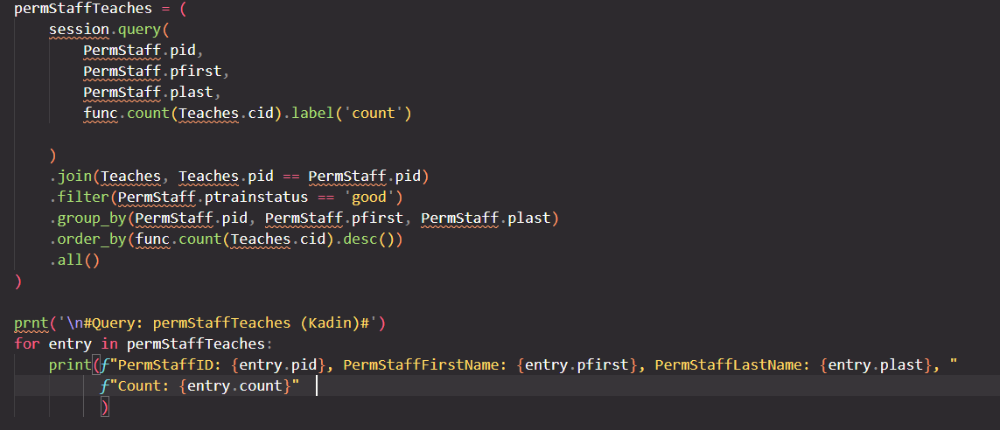 permStaffTeaches = (
    session.query(
        PermStaff.pid,
        PermStaff.pfirst,
        PermStaff.plast,
        func.count(Teaches.cid).label('count')
    )
    .join(Teaches, Teaches.pid == PermStaff.pid)
    .filter(PermStaff.ptrainstatus == 'good')
    .group_by(PermStaff.pid, PermStaff.pfirst, PermStaff.plast)
    .order_by(func.count(Teaches.cid).desc())
    .all()
)
prnt('\n#Query: permStaffTeaches (Kadin)#')
for entry in permStaffTeaches:
    print(f"PermStaffID: {entry.pid}, PermStaffFirstName: {entry.pfirst}, PermStaffLastName: {entry.plast}, "
          f"Count: {entry.count}"
          )